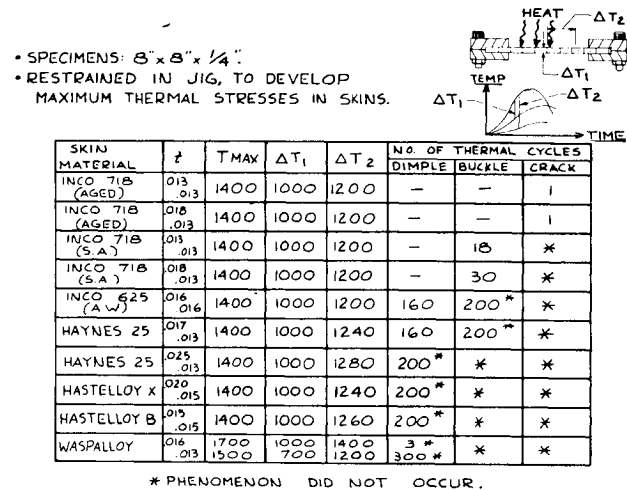 HEAT
ΔT2
• SPECIMENS: 8" x 8" x 1/4".
• RESTRAINED IN JIG, TO DEVELOP
MAXIMUM THERMAL STRESSES IN SKINS.
ΔT1
TEMP
ΔT1
ΔT2
TIME
SKIN MATERIAL t TMAX ΔT1 ΔT2 NO. OF THERMAL CYCLES
DIMPLE BUCKLE CRACK
INCO 718 (AGED) .013 .013 1400 1000 1200 — — 1
INCO 718 (AGED) .018 .013 1400 1000 1200 — — 1
INCO 718 (S.A.) .013 .013 1400 1000 1200 — 18 *
INCO 718 (S.A) .018 .013 1400 1000 1200 — 30 *
INCO 625 (AW) .016 .016 1400 1000 1200 160 200* *
HAYNES 25 .017 .013 1400 1000 1240 160 200* *
HAYNES 25 .025 .013 1400 1000 1280 200* * *
HASTELLOY X .020 .015 1400 1000 1240 200* * *
HASTELLOY B .015 .015 1400 1000 1260 200* * *
WASPALLOY .016 1700 1000 1400 3 * * *
.013 1500 700 1200 300 *
* PHENOMENON DID NOT OCCUR.